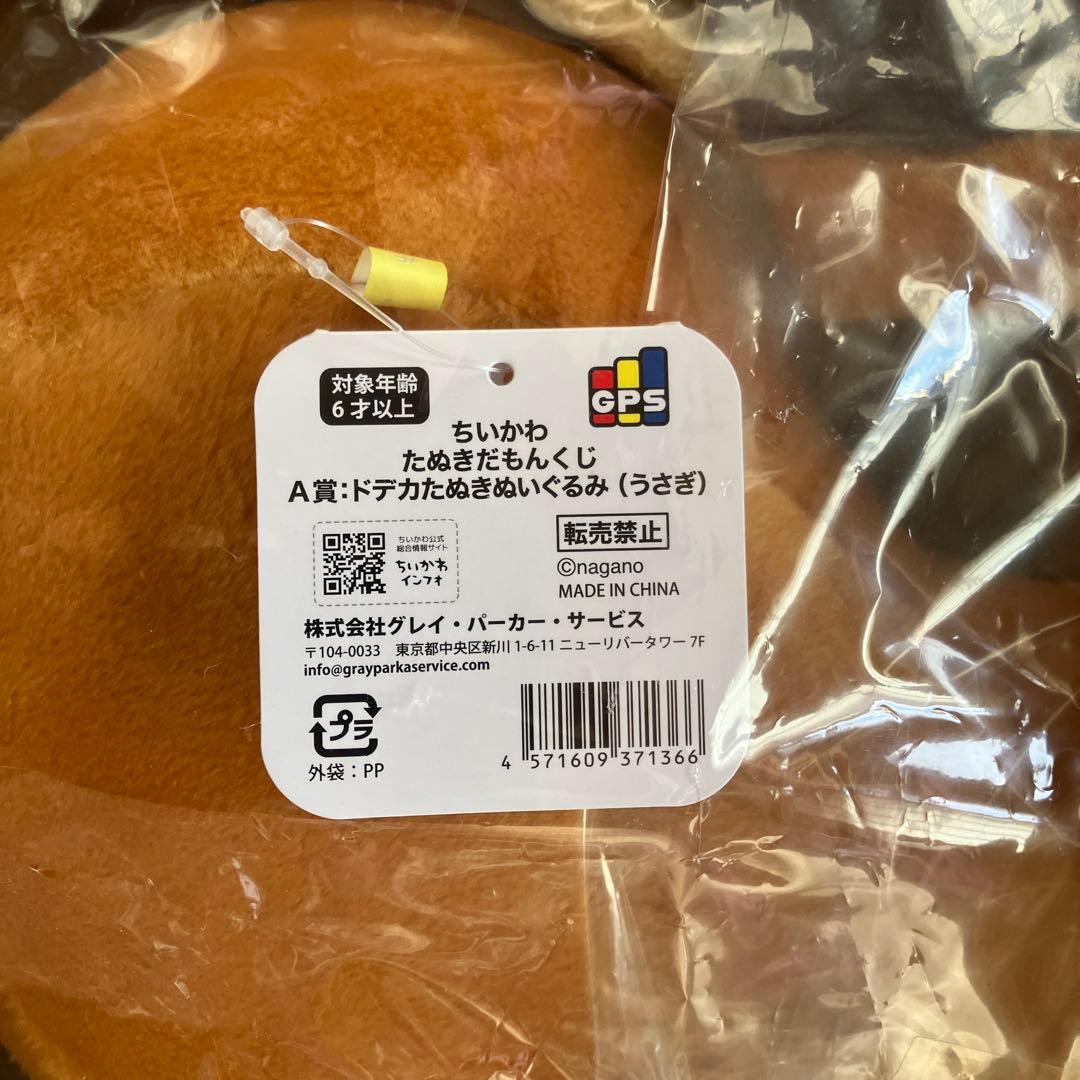 対象年齢
6才以上
GPS
ちいかわ
たぬきだもんくじ
A賞：ドデカたぬきぬいぐるみ（うさぎ）
ちいかわ公式
総合情報サイト
ちいかわ
インフォ
転売禁止
©nagano
MADE IN CHINA
株式会社グレイ・パーカー・サービス
〒104-0033 東京都中央区新川1-6-11 ニューリバータワー 7F
info@grayparkaservice.com
プラ
外袋：PP
4 571609 371366